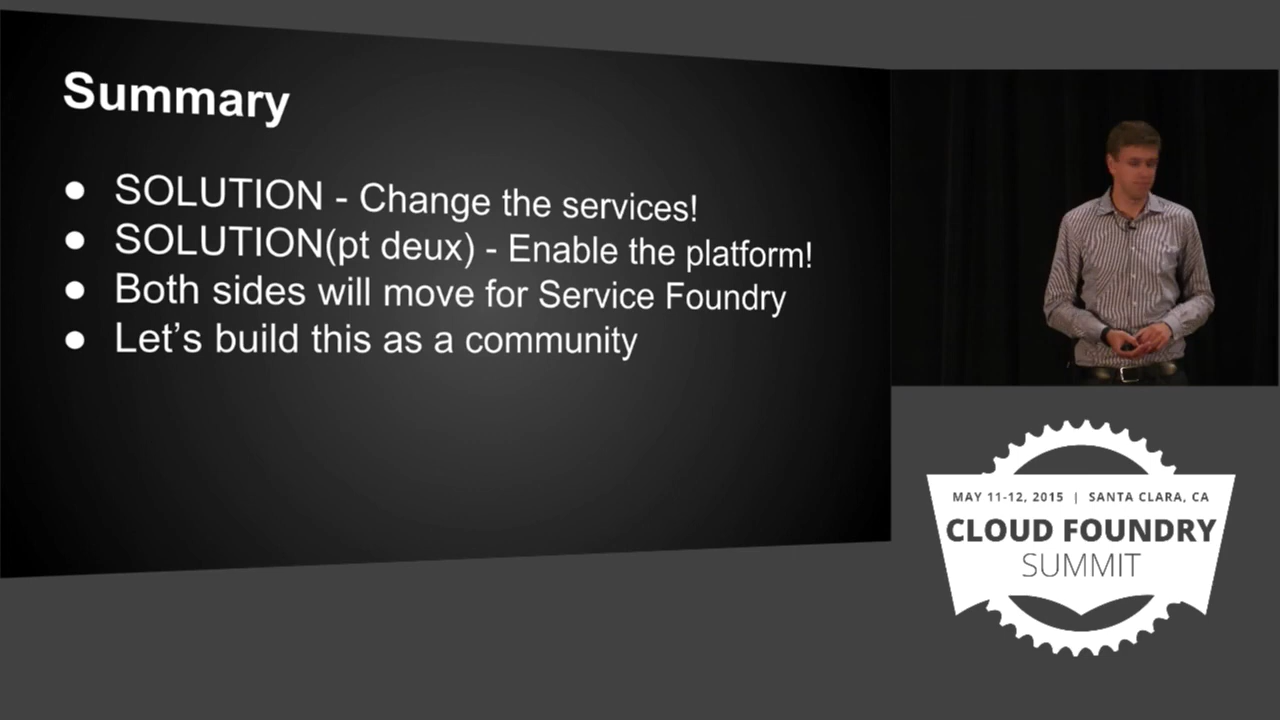 Summary
● SOLUTION - Change the services!
● SOLUTION(pt deux) - Enable the platform!
● Both sides will move for Service Foundry
● Let’s build this as a community
MAY 11-12, 2015 | SANTA CLARA, CA
CLOUD FOUNDRY
SUMMIT